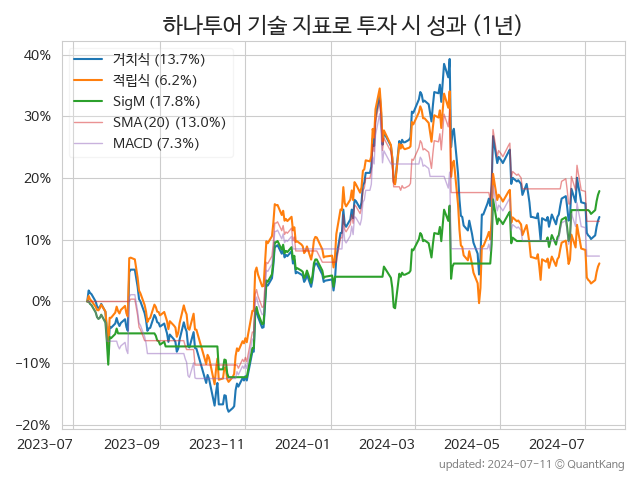 하나투어 기술 지표로 투자 시 성과 (1년)
거치식 (13.7%)
적립식 (6.2%)
SigM (17.8%)
SMA(20) (13.0%)
MACD (7.3%)
40%
30%
20%
10%
0%
−10%
−20%
2023-07 2023-09 2023-11 2024-01 2024-03 2024-05 2024-07
updated: 2024-07-11 © QuantKang